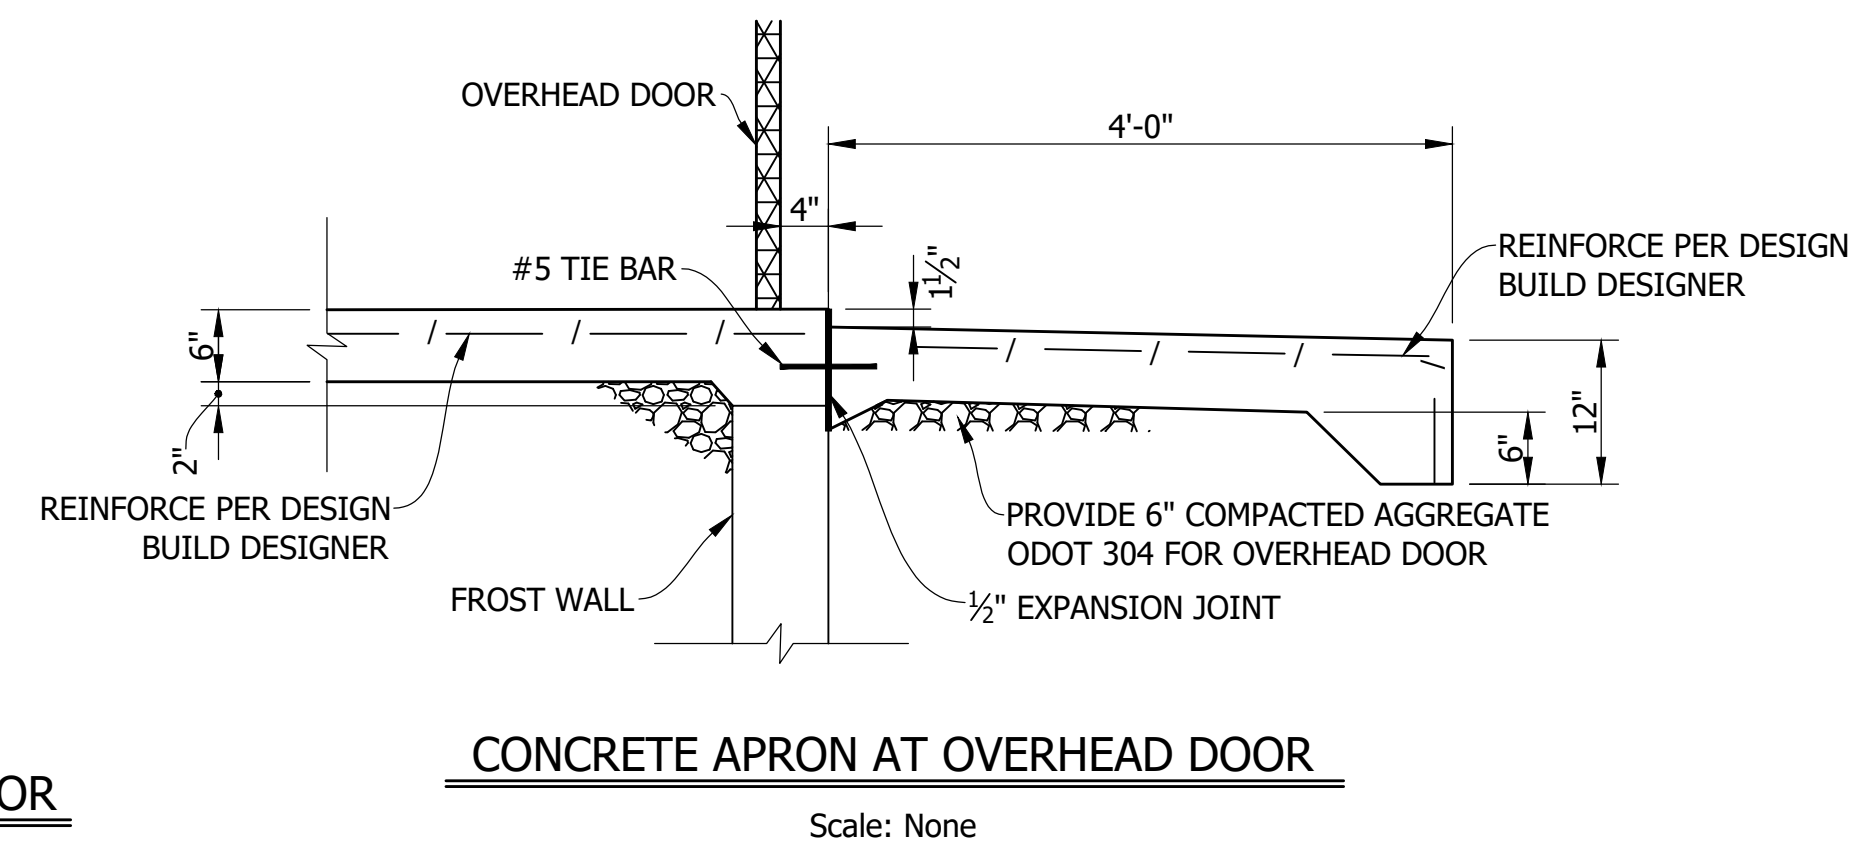 OVERHEAD DOOR
4'-0"
4"
1½"
#5 TIE BAR
REINFORCE PER DESIGN
BUILD DESIGNER
6"
2"
12"
6"
REINFORCE PER DESIGN
BUILD DESIGNER
PROVIDE 6" COMPACTED AGGREGATE
ODOT 304 FOR OVERHEAD DOOR
FROST WALL
½" EXPANSION JOINT
CONCRETE APRON AT OVERHEAD DOOR
Scale: None